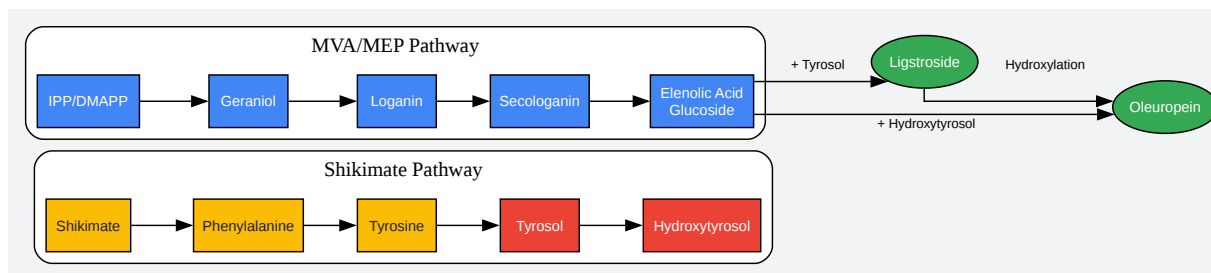 MVA/MEP Pathway
IPP/DMAPP
Geraniol
Loganin
Secologanin
Elenolic Acid
Glucoside
+ Tyrosol
Ligstroside
Hydroxylation
Oleuropein
+ Hydroxytyrosol
Shikimate Pathway
Shikimate
Phenylalanine
Tyrosine
Tyrosol
Hydroxytyrosol